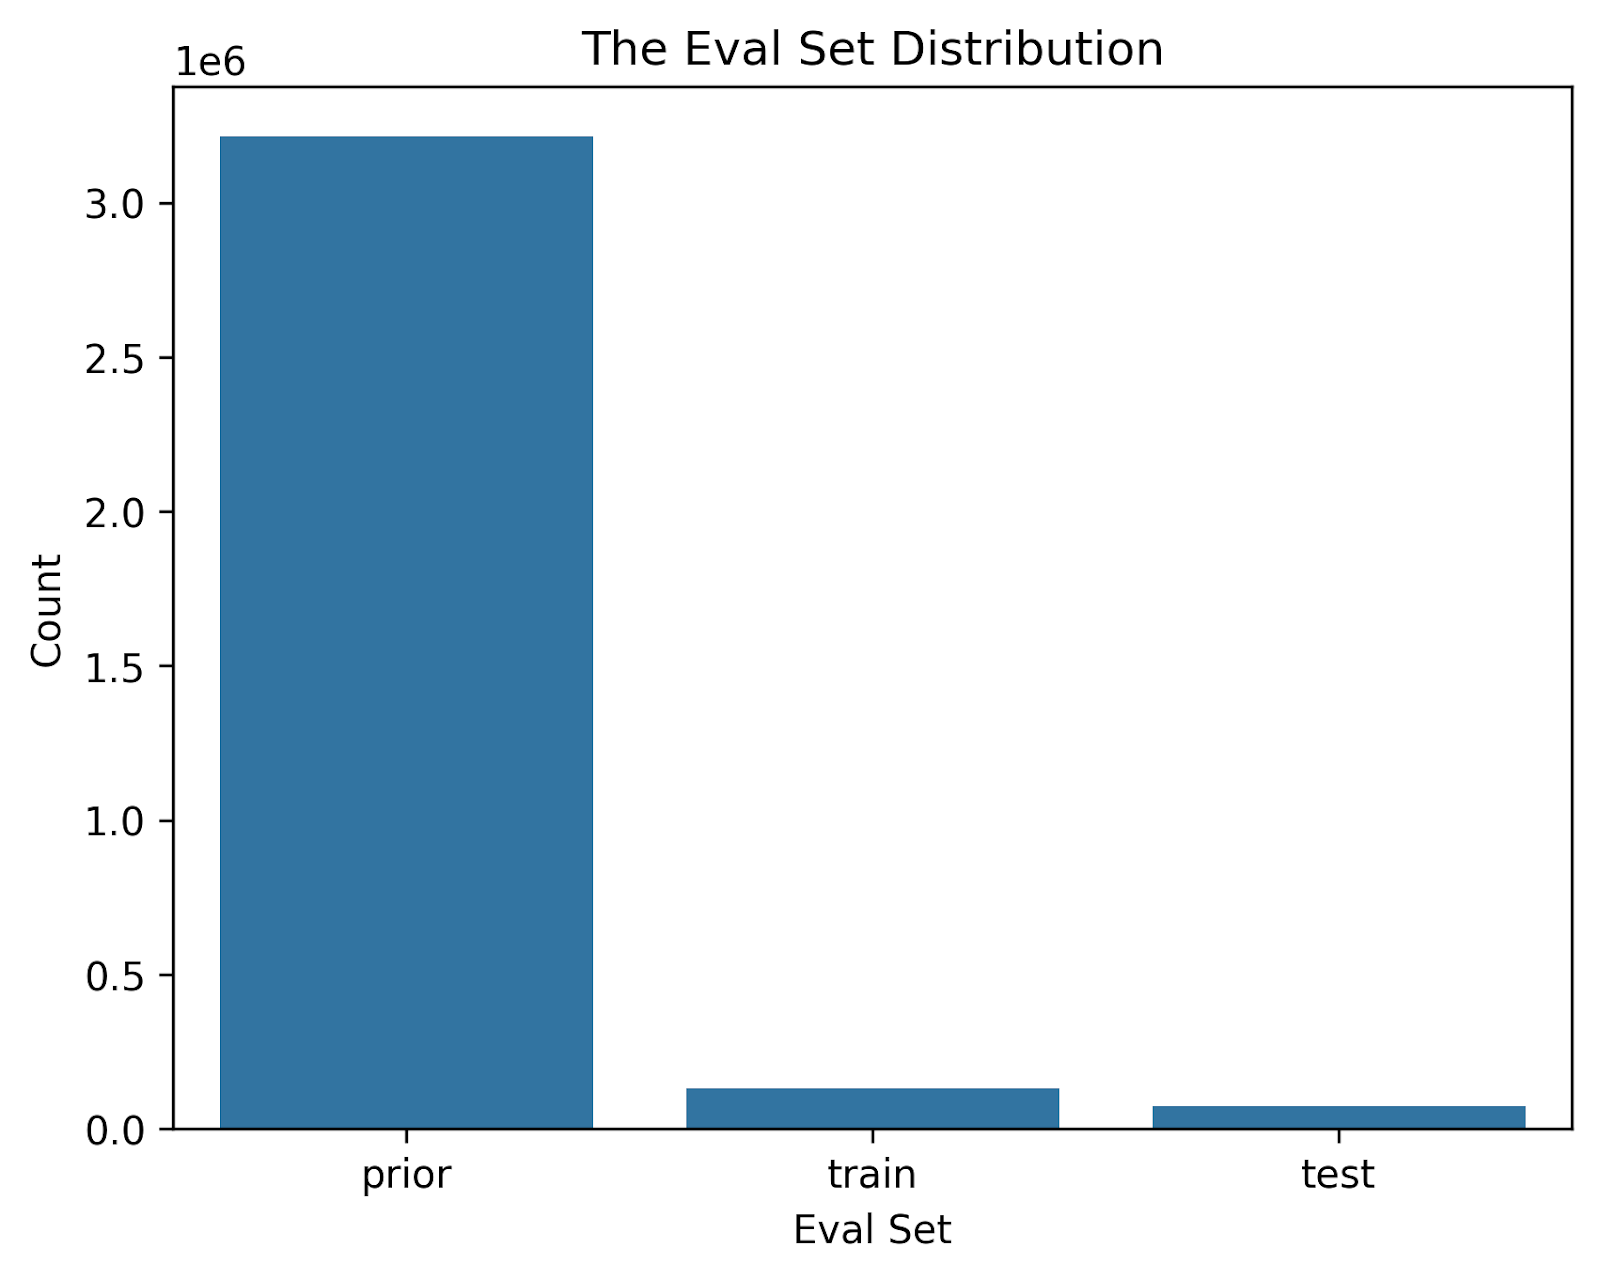 The Eval Set Distribution
1e6
3.0
2.5
2.0
1.5
1.0
0.5
0.0
Count
prior train test
Eval Set